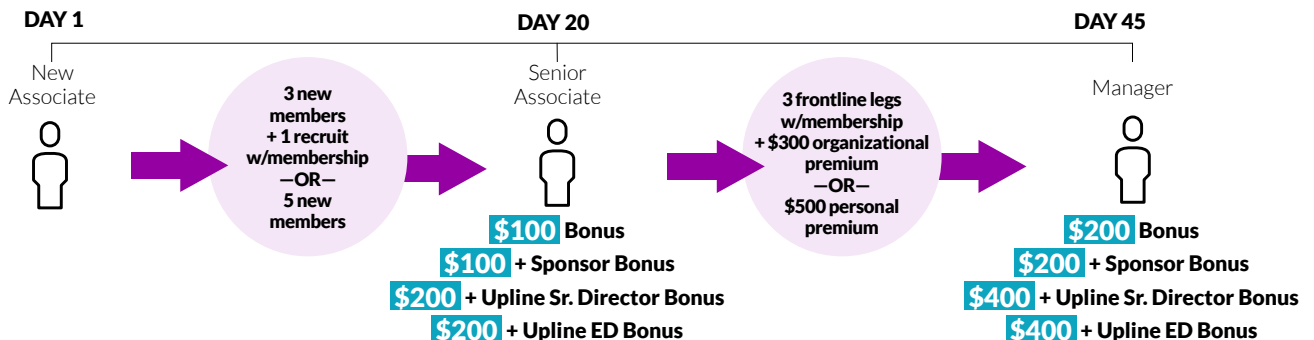 DAY 1
DAY 20
DAY 45
New
Associate
3 new
members
+ 1 recruit
w/membership
—OR—
5 new
members
Senior
Associate
$100 Bonus
$100 + Sponsor Bonus
$200 + Upline Sr. Director Bonus
$200 + Upline ED Bonus
3 frontline legs
w/membership
+ $300 organizational
premium
—OR—
$500 personal
premium
Manager
$200 Bonus
$200 + Sponsor Bonus
$400 + Upline Sr. Director Bonus
$400 + Upline ED Bonus